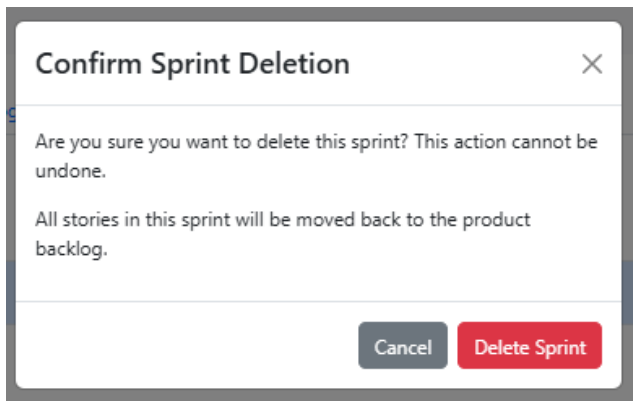 Confirm Sprint Deletion
Are you sure you want to delete this sprint? This action cannot be
undone.
All stories in this sprint will be moved back to the product
backlog.
Cancel
Delete Sprint